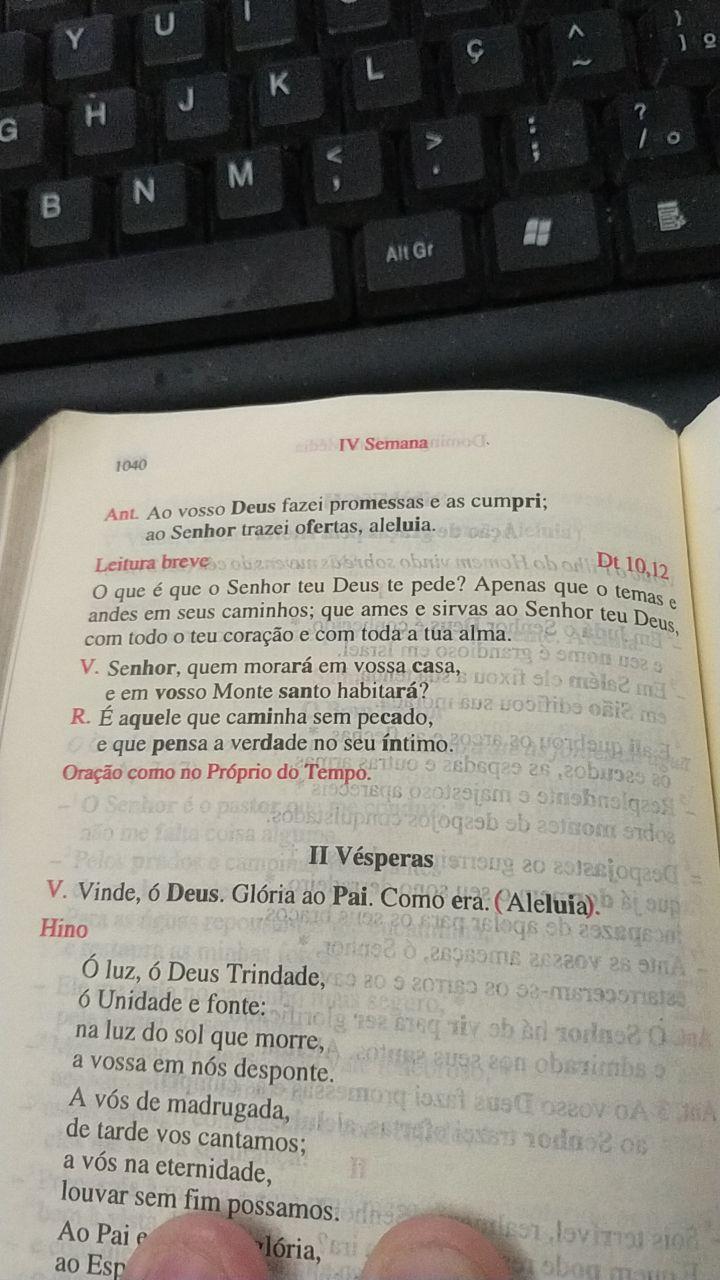 Y U I ) ] º
G H J K L Ç ^ ~
B N M < , > . : ; ? / °
Alt Gr
1040 IV Semana
Ant. Ao vosso Deus fazei promessas e as cumpri;
ao Senhor trazei ofertas, aleluia.
Leitura breve Dt 10,12
O que é que o Senhor teu Deus te pede? Apenas que o temas e
andes em seus caminhos; que ames e sirvas ao Senhor teu Deus,
com todo o teu coração e com toda a tua alma.
V. Senhor, quem morará em vossa casa,
e em vosso Monte santo habitará?
R. É aquele que caminha sem pecado,
e que pensa a verdade no seu íntimo.
Oração como no Próprio do Tempo.
II Vésperas
V. Vinde, ó Deus. Glória ao Pai. Como era. (Aleluia).
Hino
Ó luz, ó Deus Trindade,
ó Unidade e fonte:
na luz do sol que morre,
a vossa em nós desponte.
A vós de madrugada,
de tarde vos cantamos;
a vós na eternidade,
louvar sem fim possamos.
Ao Pai e lória,
ao Esp